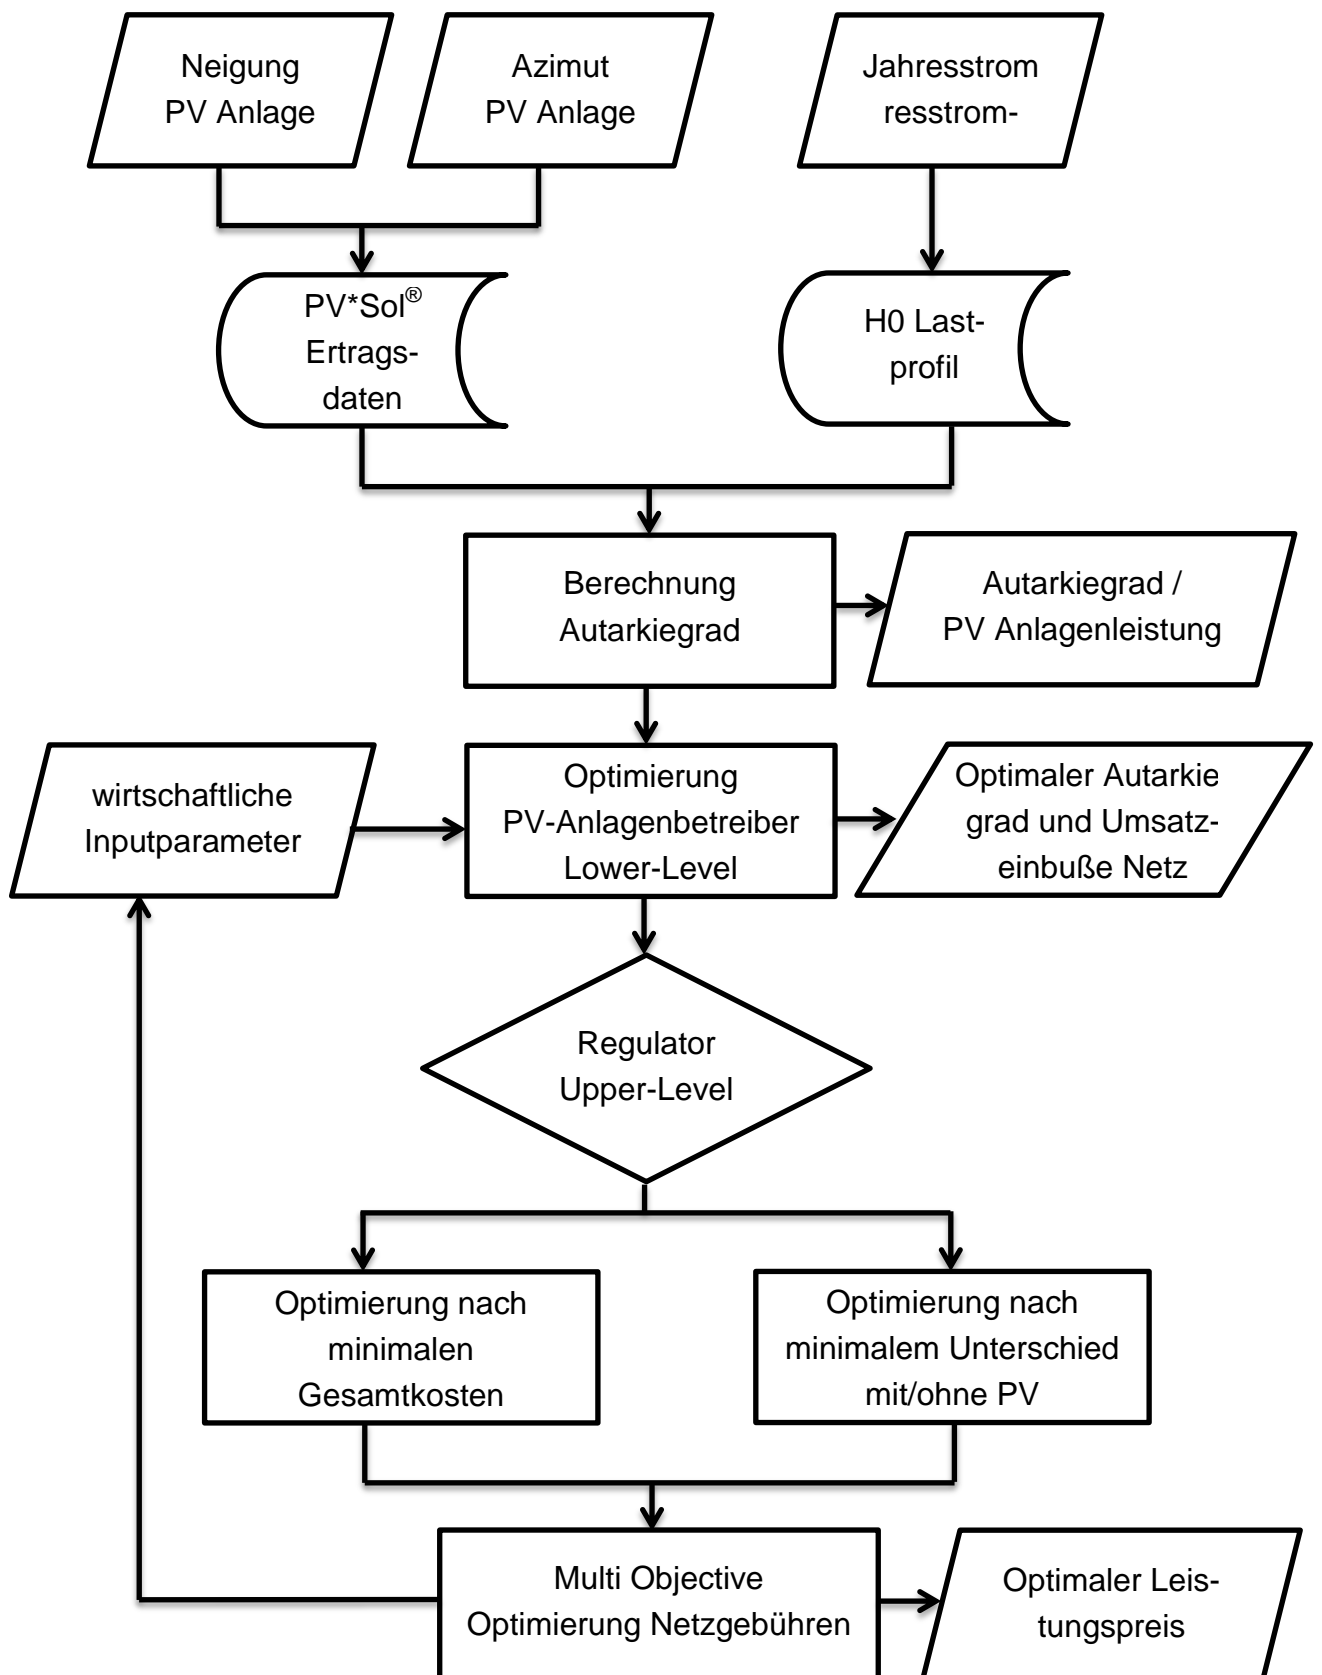 Neigung
PV Anlage
Azimut
PV Anlage
Jahresstrom
resstrom-
PV*Sol®
Ertrags-
daten
H0 Last-
profil
Berechnung
Autarkiegrad
Autarkiegrad /
PV Anlagenleistung
wirtschaftliche
Inputparameter
Optimierung
PV-Anlagenbetreiber
Lower-Level
Optimaler Autarkie
grad und Umsatz-
einbuße Netz
Regulator
Upper-Level
Optimierung nach
minimalen
Gesamtkosten
Optimierung nach
minimalem Unterschied
mit/ohne PV
Multi Objective
Optimierung Netzgebühren
Optimaler Leis-
tungspreis